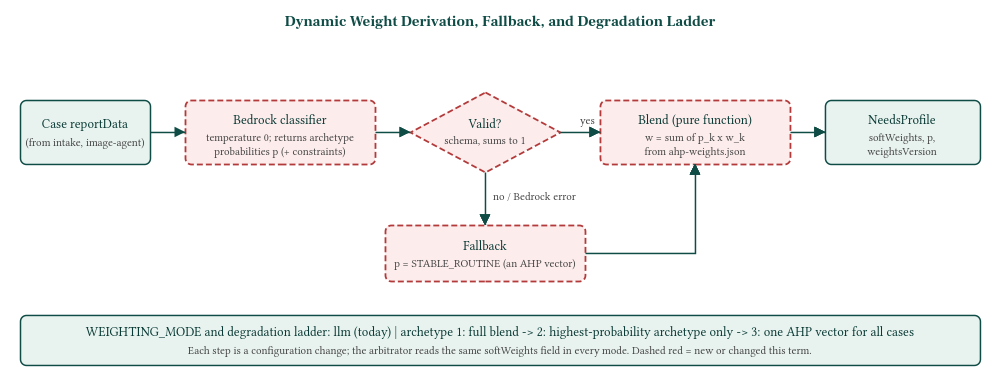 Dynamic Weight Derivation, Fallback, and Degradation Ladder
Case reportData
(from intake, image-agent)
Bedrock classifier
temperature 0; returns archetype
probabilities p (+ constraints)
Valid?
schema, sums to 1
yes
Blend (pure function)
w = sum of p_k x w_k
from ahp-weights.json
NeedsProfile
softWeights, p,
weightsVersion
no / Bedrock error
Fallback
p = STABLE_ROUTINE (an AHP vector)
WEIGHTING_MODE and degradation ladder: llm (today) | archetype 1: full blend -> 2: highest-probability archetype only -> 3: one AHP vector for all cases
Each step is a configuration change; the arbitrator reads the same softWeights field in every mode. Dashed red = new or changed this term.